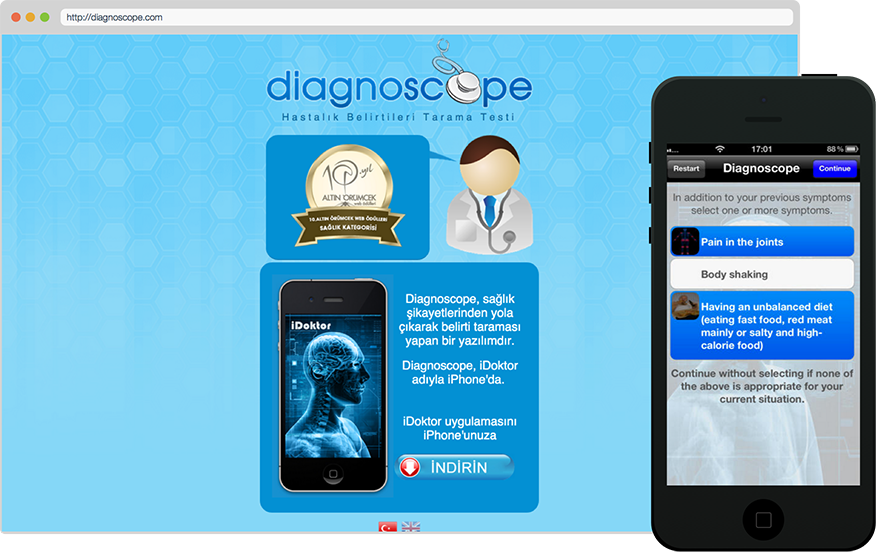 http://diagnoscope.com
diagnoscope
Hastalık Belirtileri Tarama Testi
10.yıl
ALTIN ÖRÜMCEK
web ödülleri
10.ALTIN ÖRÜMCEK WEB ÖDÜLLERİ
SAĞLIK KATEGORİSİ
iDoktor
Diagnoscope, sağlık
şikayetlerinden yola
çıkarak belirti taraması
yapan bir yazılımdır.
Diagnoscope, iDoktor
adıyla iPhone'da.
iDoktor uygulamasını
iPhone'unuza
İNDİRİN
17:01
88 %
Restart
Diagnoscope
Continue
In addition to your previous symptoms
select one or more symptoms.
Pain in the joints
Body shaking
Having an unbalanced diet
(eating fast food, red meat
mainly or salty and high-
calorie food)
Continue without selecting if none of
the above is appropriate for your
current situation.